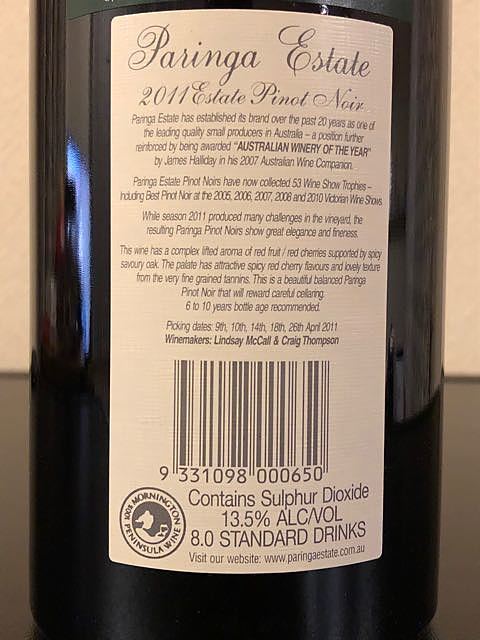 Paringa Estate
2011 Estate Pinot Noir
Paringa Estate has established its brand over the past 20 years as one of
the leading quality small producers in Australia – a position further
reinforced by being awarded "AUSTRALIAN WINERY OF THE YEAR"
by James Halliday in his 2007 Australian Wine Companion.
Paringa Estate Pinot Noirs have now collected 53 Wine Show Trophies –
Including Best Pinot Noir at the 2005, 2006, 2007, 2008 and 2010 Victorian Wine Shows
While season 2011 produced many challenges in the vineyard, the
resulting Paringa Pinot Noirs show great elegance and fineness.
This wine has a complex lifted aroma of red fruit / red cherries supported by spicy
savoury oak. The palate has attractive spicy red cherry flavours and lovely texture
from the very fine grained tannins. This is a beautiful balanced Paringa
Pinot Noir that will reward careful cellaring.
6 to 10 years bottle age recommended.
Picking dates: 9th, 10th, 14th, 18th, 26th April 2011
Winemakers: Lindsay McCall & Craig Thompson
9 331098 000650
100% MORNINGTON
PENINSULA WINE
Contains Sulphur Dioxide
13.5% ALC/VOL
8.0 STANDARD DRINKS
Visit our website: www.paringaestate.com.au